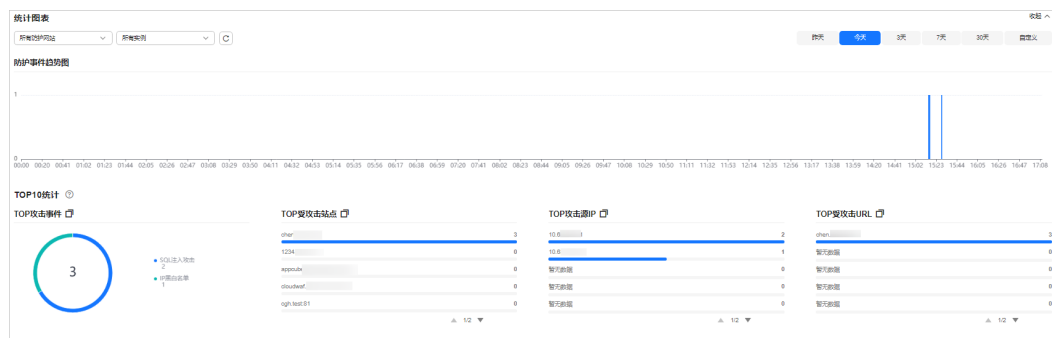 统计图表
收起
所有防护网站
所有实例
昨天 今天 3天 7天 30天 自定义
防护事件趋势图
1
0
00:00 00:20 00:41 01:02 01:23 01:44 02:05 02:26 02:47 03:08 03:29 03:50 04:11 04:32 04:53 05:14 05:35 05:56 06:17 06:38 06:59 07:20 07:41 08:02 08:23 08:44 09:05 09:26 09:47 10:08 10:29 10:50 11:11 11:32 11:53 12:14 12:35 12:56 13:17 13:38 13:59 14:20 14:41 15:02 15:23 15:44 16:05 16:26 16:47 17:08
TOP10统计
TOP攻击事件
3
SQL注入攻击
2
IP黑白名单
1
TOP受攻击站点
cher 3
1234 0
appcub 0
cloudwaf. 0
cgh.test:81 0
1/2
TOP攻击源IP
10.6 2
10.6 1
暂无数据 0
暂无数据 0
暂无数据 0
1/2
TOP受攻击URL
chen. 3
暂无数据 0
暂无数据 0
暂无数据 0
暂无数据 0
1/2